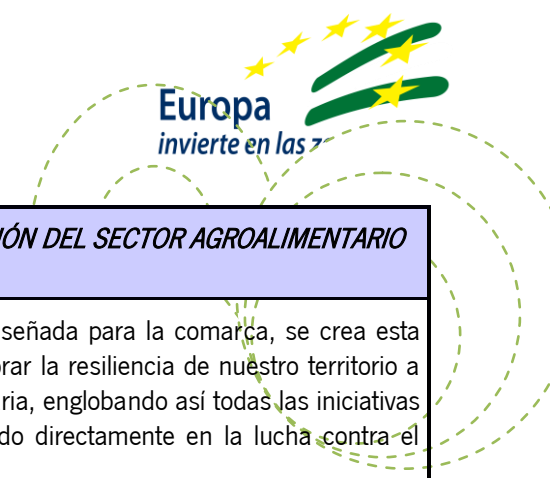 Europa
invierte en las
IÓN DEL SECTOR AGROALIMENTARIO
señada para la comarca, se crea esta
rar la resiliencia de nuestro territorio a
ria, englobando así todas las iniciativas
do directamente en la lucha contra el